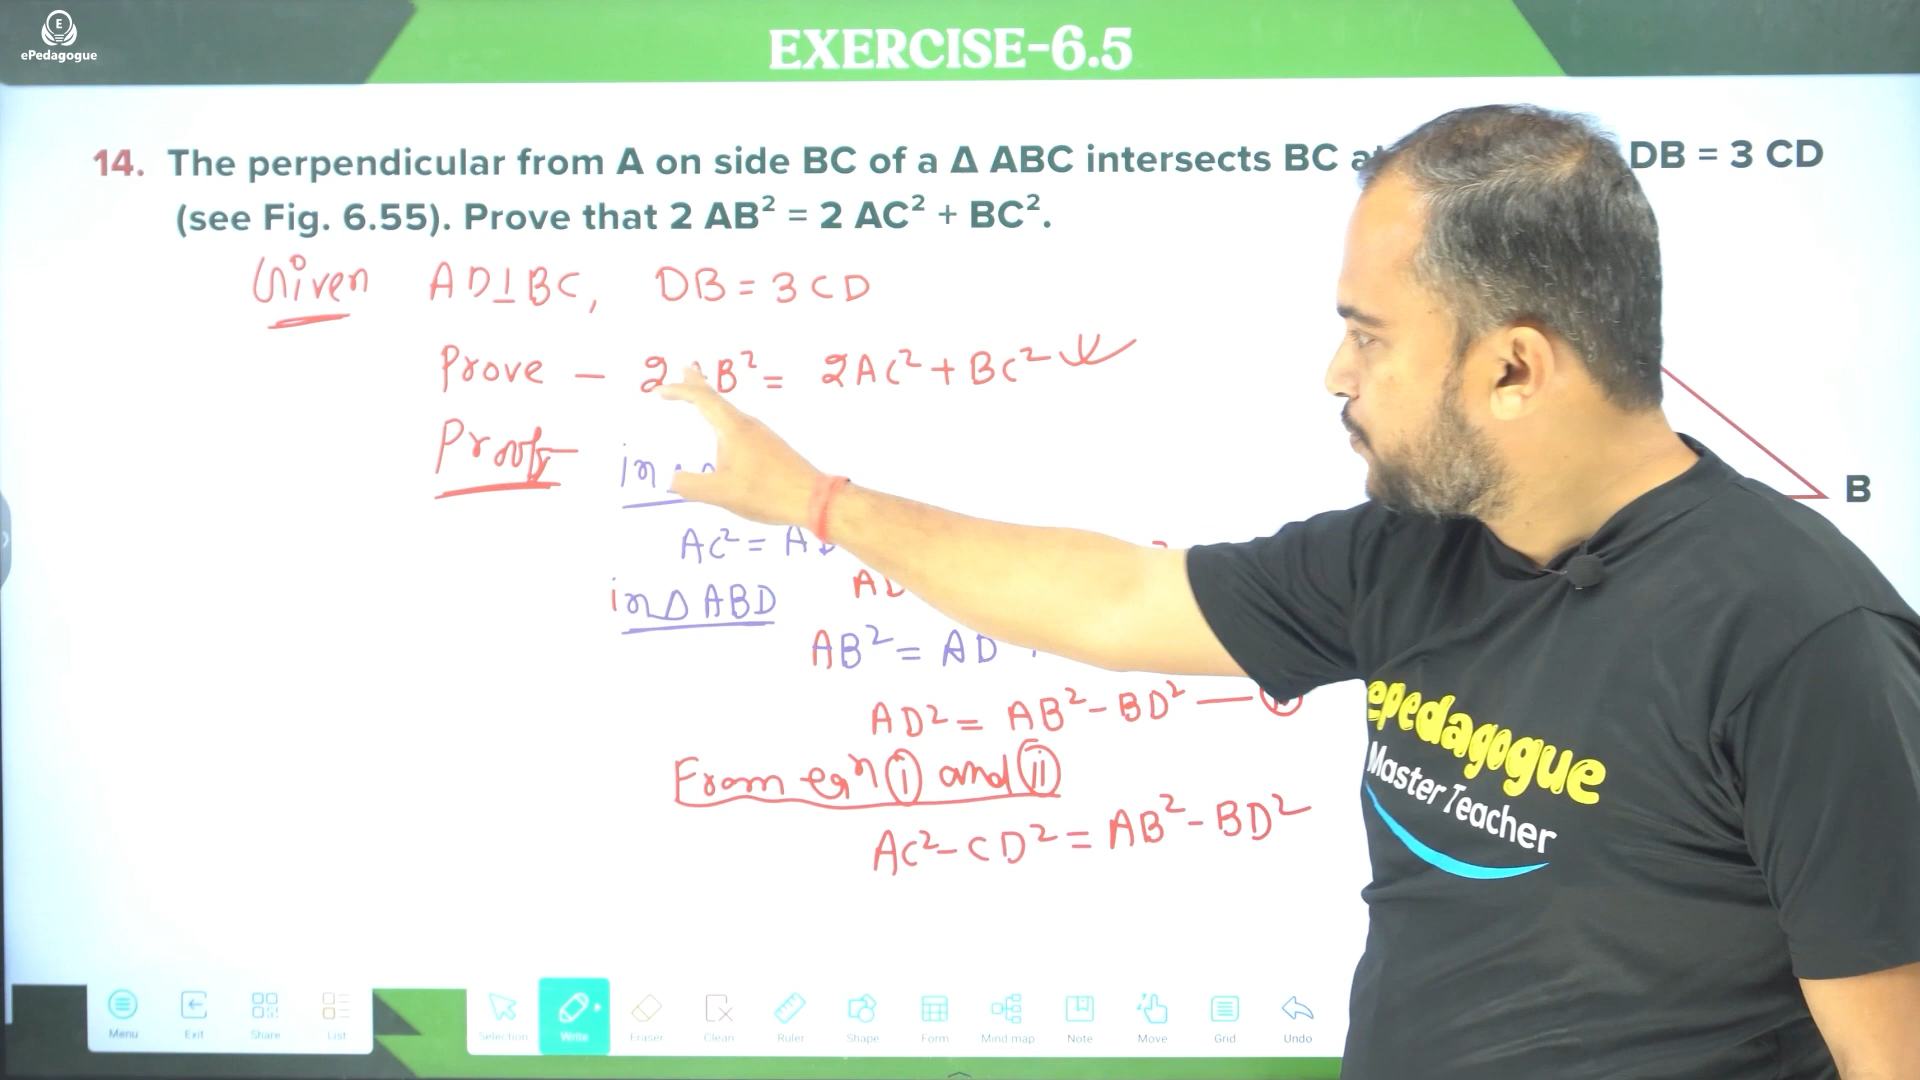 E
ePedagogue
EXERCISE-6.5
14. The perpendicular from A on side BC of a Δ ABC intersects BC DB = 3 CD
(see Fig. 6.55). Prove that 2 AB² = 2 AC² + BC².
Given AD⊥BC, DB = 3CD
Prove - 2AB² = 2AC² + BC²
Proof
in
B
AC² =
in Δ ABD
AB² = AD
AD² = AB² - BD²
From eqn (i) and (ii)
AC² - CD² = AB² - BD²
epedagogue
Master Teacher
Menu Exit Share List Selection Write Eraser Clean Ruler Shape Form Mind map Note Move Grid Undo